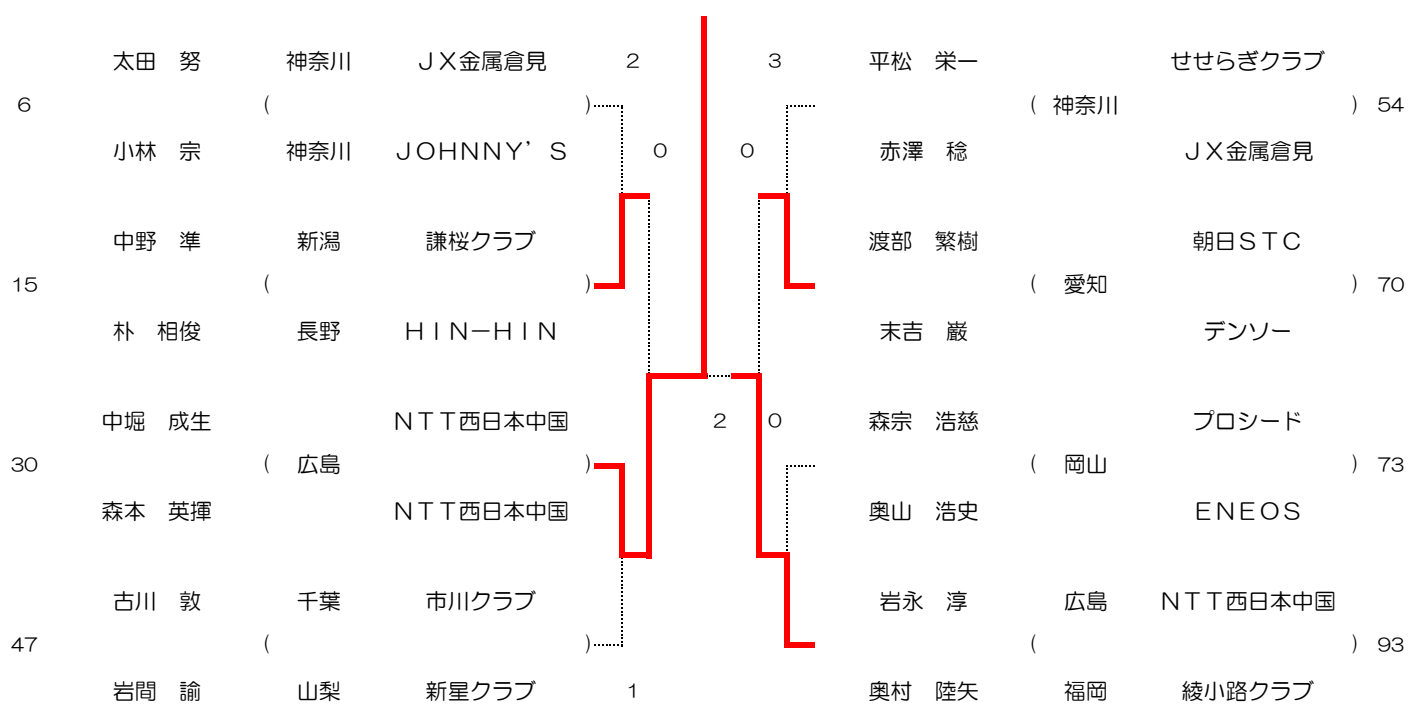 太田　努 神奈川 ＪＸ金属倉見 2 3 平松　栄一 せせらぎクラブ
6 ( ) ( 神奈川 ) 54
小林　宗 神奈川 ＪＯＨＮＮＹ’Ｓ 0 0 赤澤　稔 ＪＸ金属倉見
中野　準 新潟 謙桜クラブ 渡部　繁樹 朝日ＳＴＣ
15 ( ) ( 愛知 ) 70
朴　相俊 長野 ＨＩＮ－ＨＩＮ 末吉　巌 デンソー
中堀　成生 ＮＴＴ西日本中国 2 0 森宗　浩慈 プロシード
30 ( 広島 ) ( 岡山 ) 73
森本　英揮 ＮＴＴ西日本中国 奥山　浩史 ＥＮＥＯＳ
古川　敦 千葉 市川クラブ 岩永　淳 広島 ＮＴＴ西日本中国
47 ( ) ( ) 93
岩間　諭 山梨 新星クラブ 1 奥村　陸矢 福岡 綾小路クラブ